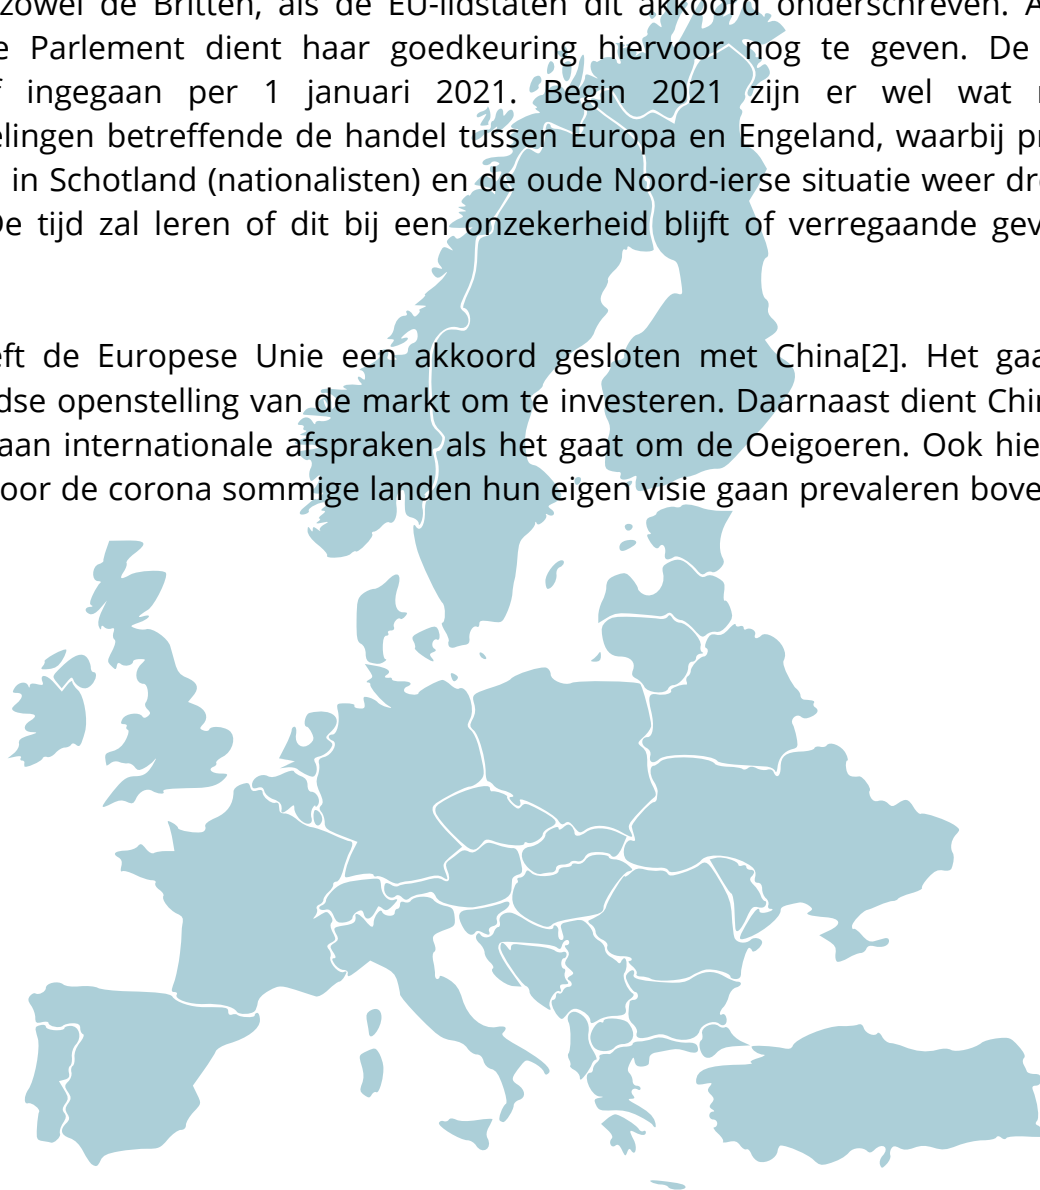 zowel de Britten, als de EU-lidstaten dit akkoord onderschreven. A
e Parlement dient haar goedkeuring hiervoor nog te geven. De
ingegaan per 1 januari 2021. Begin 2021 zijn er wel wat
elingen betreffende de handel tussen Europa en Engeland, waarbij pr
in Schotland (nationalisten) en de oude Noord-ierse situatie weer dr
De tijd zal leren of dit bij een onzekerheid blijft of verregaande gev
eft de Europese Unie een akkoord gesloten met China[2]. Het gaa
dse openstelling van de markt om te investeren. Daarnaast dient Chin
aan internationale afspraken als het gaat om de Oeigoeren. Ook hie
oor de corona sommige landen hun eigen visie gaan prevaleren bove